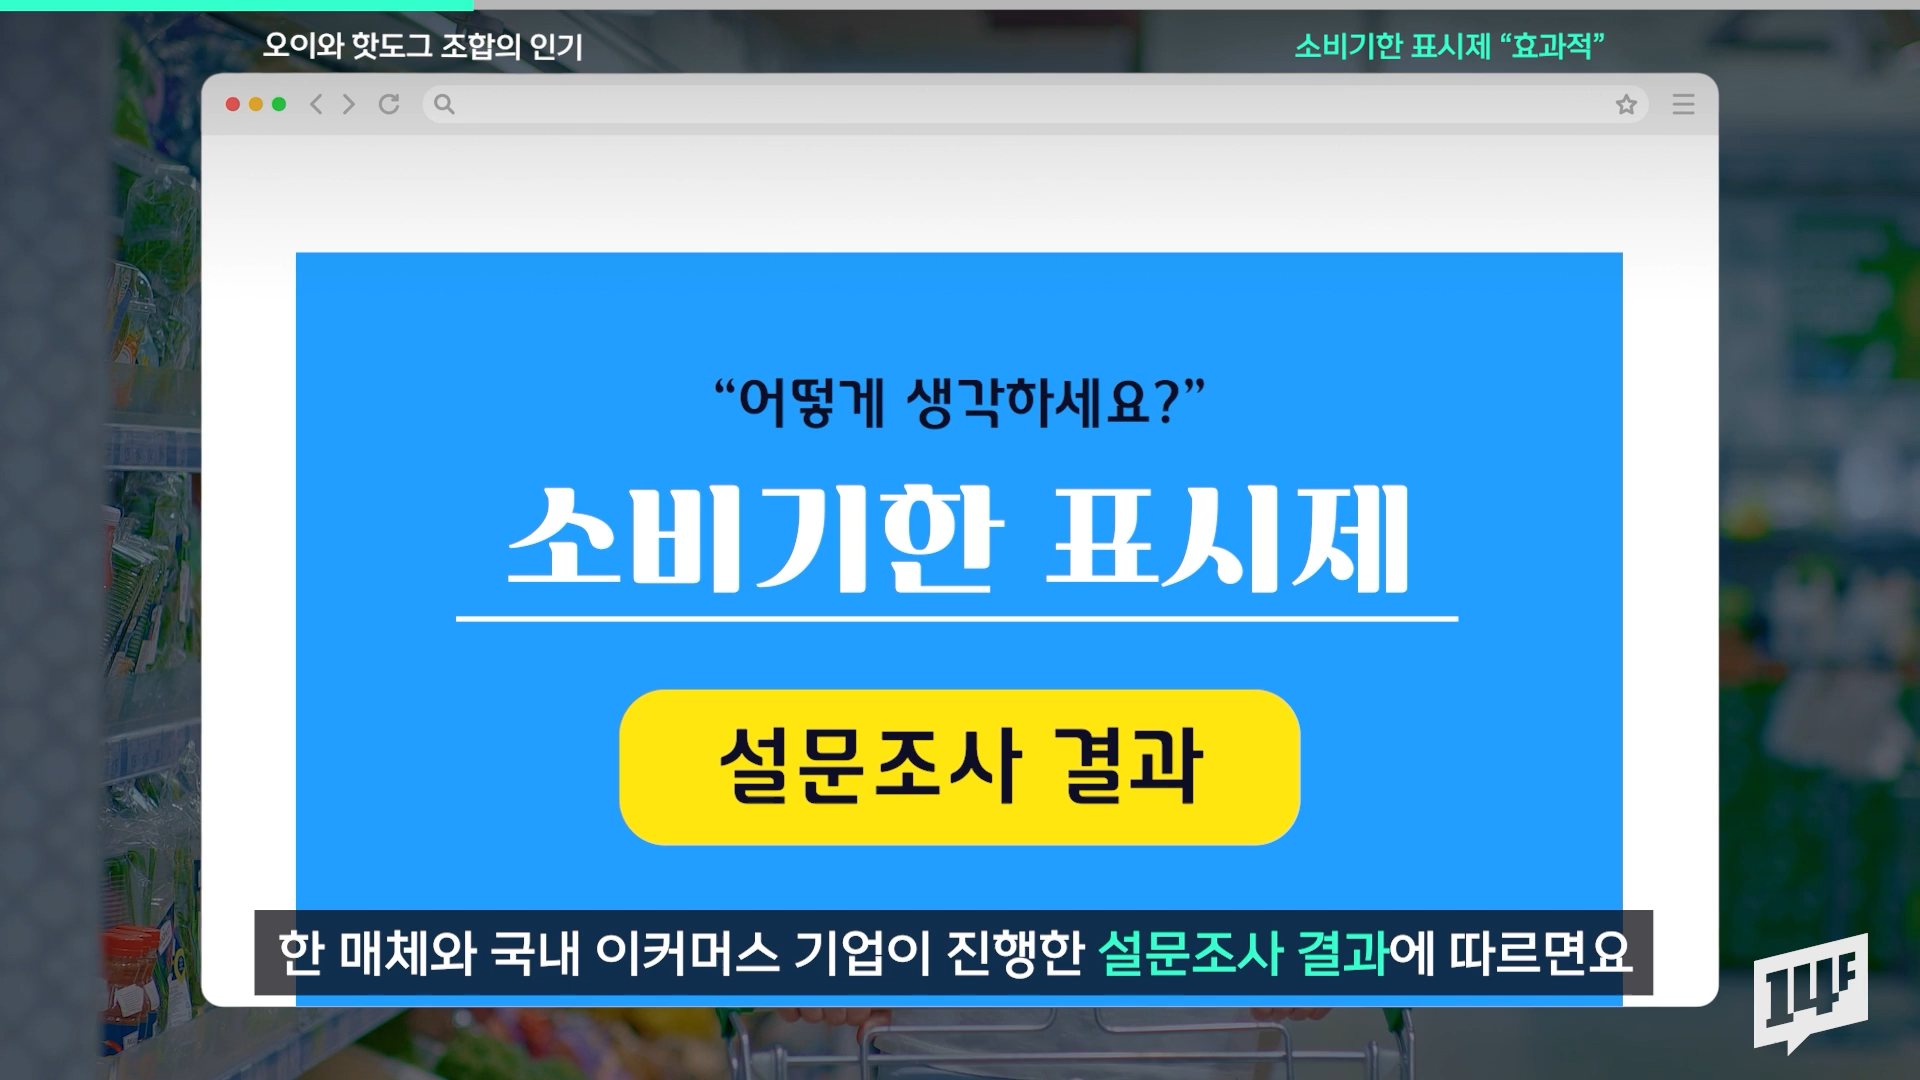 오이와 핫도그 조합의 인기
소비기한 표시제 “효과적”
“어떻게 생각하세요?”
소비기한 표시제
설문조사 결과
한 매체와 국내 이커머스 기업이 진행한 설문조사 결과에 따르면요
14F